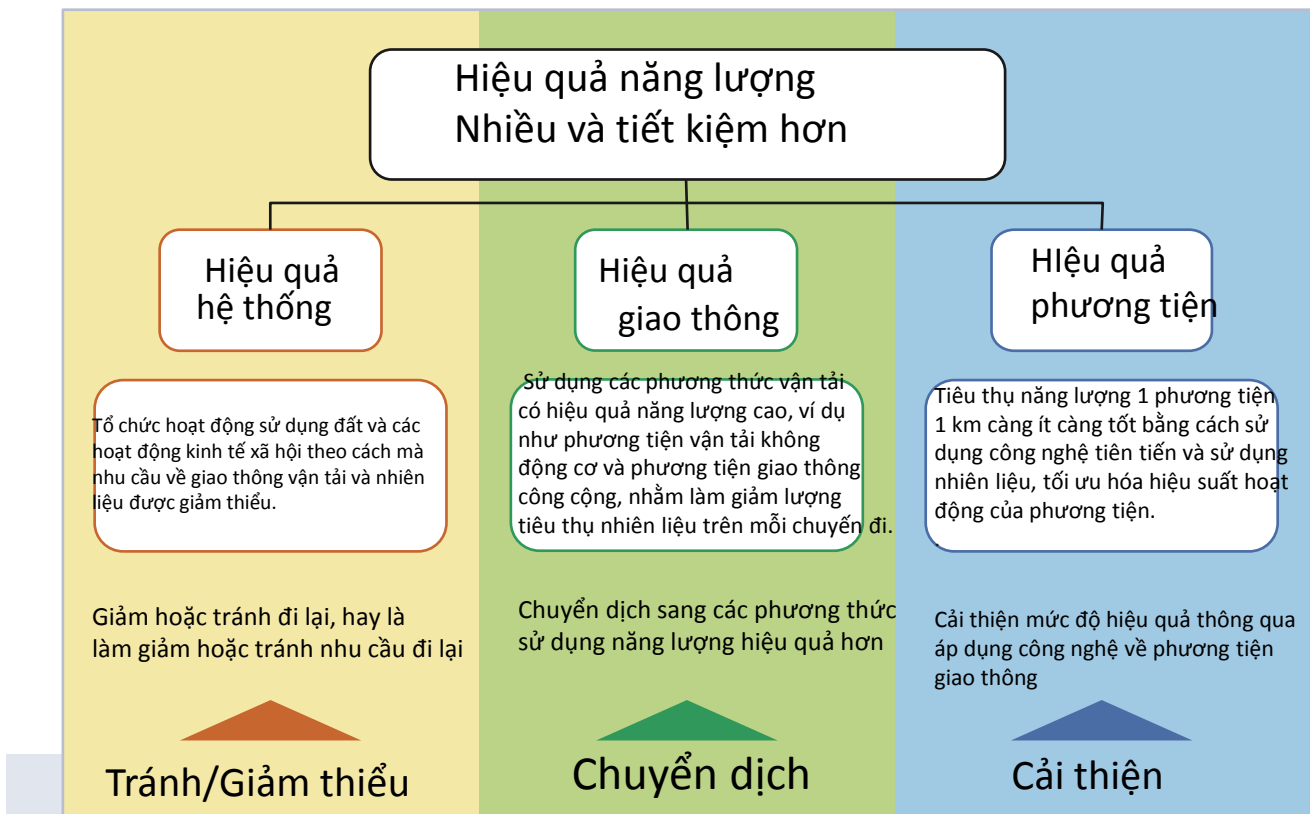 Hiệu quả năng lượng
Nhiều và tiết kiệm hơn
Hiệu quả
hệ thống
Hiệu quả
giao thông
HIệu quả
phương tiện
Tổ chức hoạt động sử dụng đất và các
hoạt động kinh tế xã hội theo cách mà
nhu cầu về giao thông vận tải và nhiên
liệu được giảm thiểu.
Sử dụng các phương thức vận tải
có hiệu quả năng lượng cao, ví dụ
như phương tiện vận tải không
động cơ và phương tiện giao thông
công cộng, nhằm làm giảm lượng
tiêu thụ nhiên liệu trên mỗi chuyến đi.
Tiêu thụ năng lượng 1 phương tiện
1 km càng ít càng tốt bằng cách sử
dụng công nghệ tiên tiến và sử dụng
nhiên liệu, tối ưu hóa hiệu suất hoạt
động của phương tiện.
.
Giảm hoặc tránh đi lại, hay là
làm giảm hoặc tránh nhu cầu đi lại
Chuyển dịch sang các phương thức
sử dụng năng lượng hiệu quả hơn
Cải thiện mức độ hiệu quả thông qua
áp dụng công nghệ về phương tiện
giao thông
Tránh/Giảm thiểu
Chuyển dịch
Cải thiện